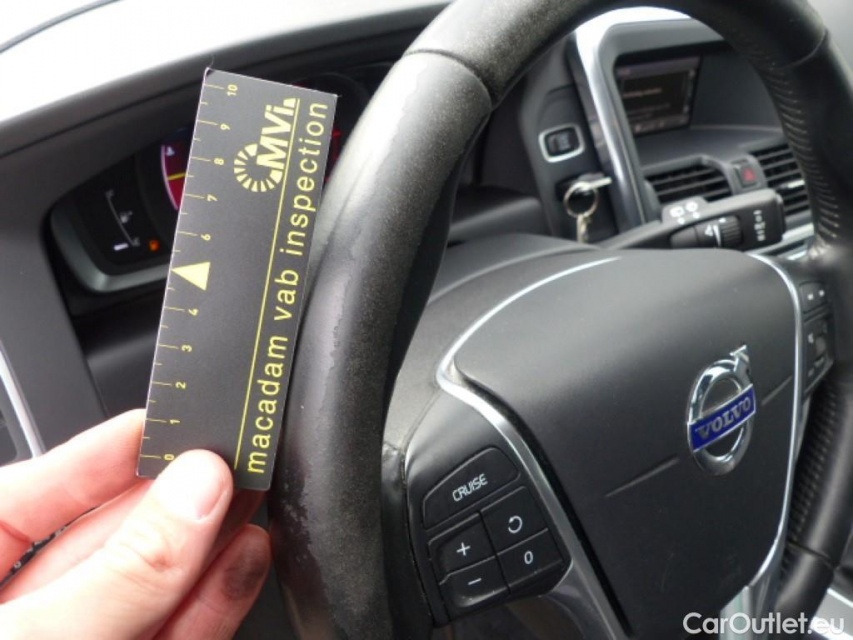 10
9
8
7
6
4
3
2
1
0
MVi
macadam vab inspection
VOLVO
CRUISE
+
−
0
CarOutlet.eu